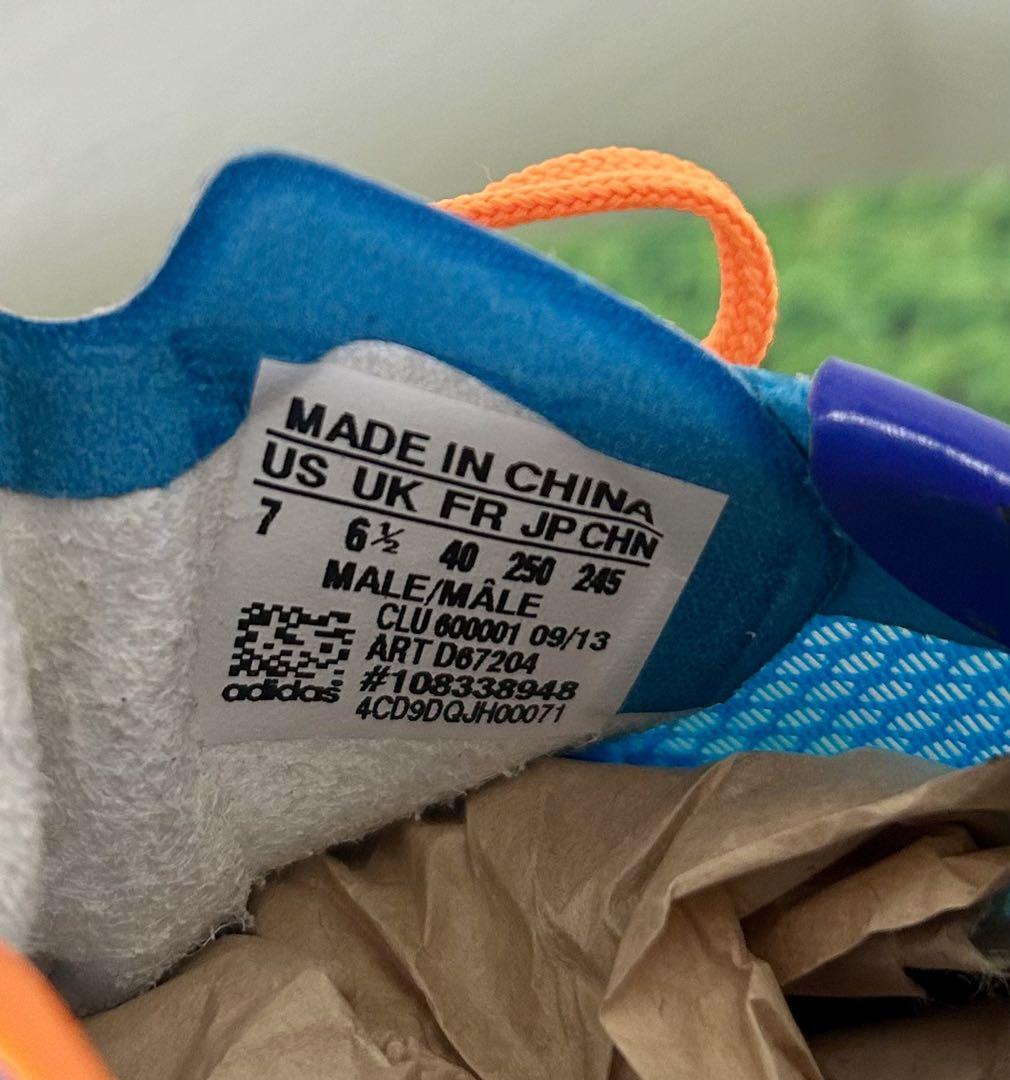 MADE IN CHINA
US UK FR JP CHN
7 6½ 40 250 245
MALE/MÂLE
CLU 600001 09/13
ART D67204
#108338948
adidas
4CD9DQJH00071